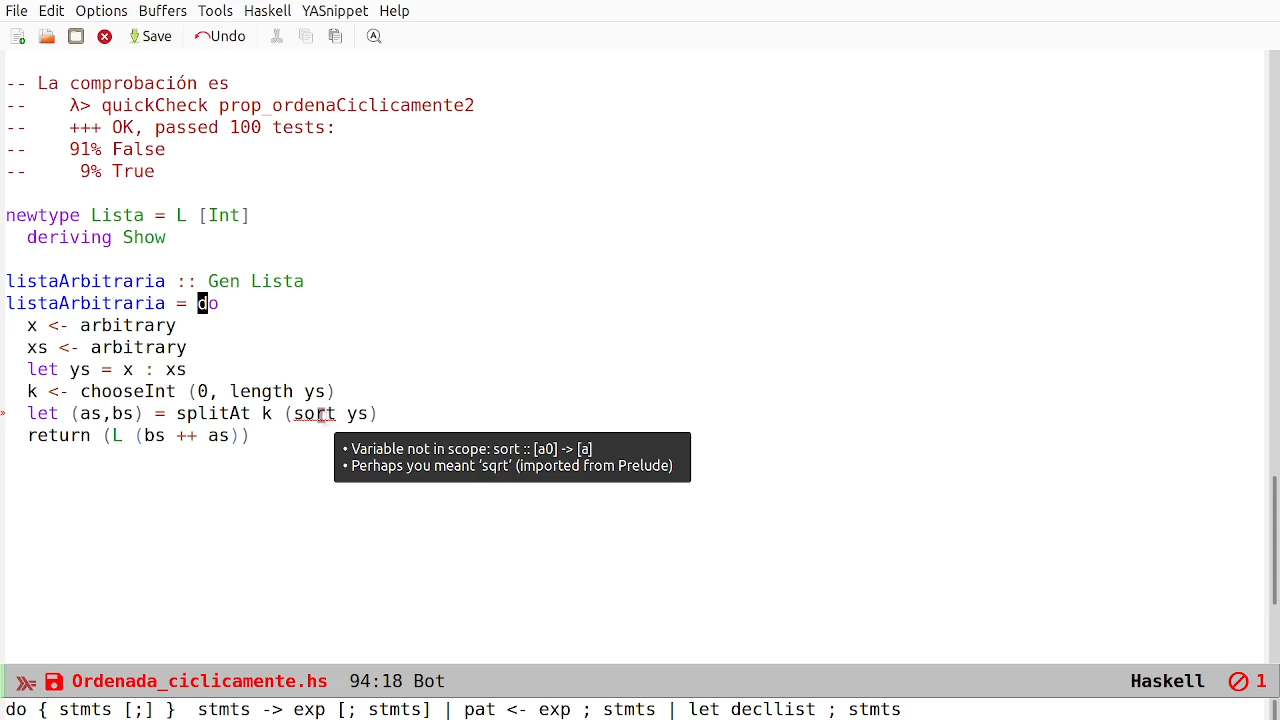 File Edit Options Buffers Tools Haskell YASnippet Help
Save Undo
-- La comprobación es
--    λ> quickCheck prop_ordenaCiclicamente2
--    +++ OK, passed 100 tests:
--    91% False
--     9% True
newtype Lista = L [Int]
  deriving Show
listaArbitraria :: Gen Lista
listaArbitraria = do
  x <- arbitrary
  xs <- arbitrary
  let ys = x : xs
  k <- chooseInt (0, length ys)
» let (as,bs) = splitAt k (sort ys)
  return (L (bs ++ as))
• Variable not in scope: sort :: [a0] -> [a]
• Perhaps you meant ‘sqrt’ (imported from Prelude)
Ordenada_ciclicamente.hs 94:18 Bot Haskell 1
do { stmts [;] }  stmts -> exp [; stmts] | pat <- exp ; stmts | let decllist ; stmts